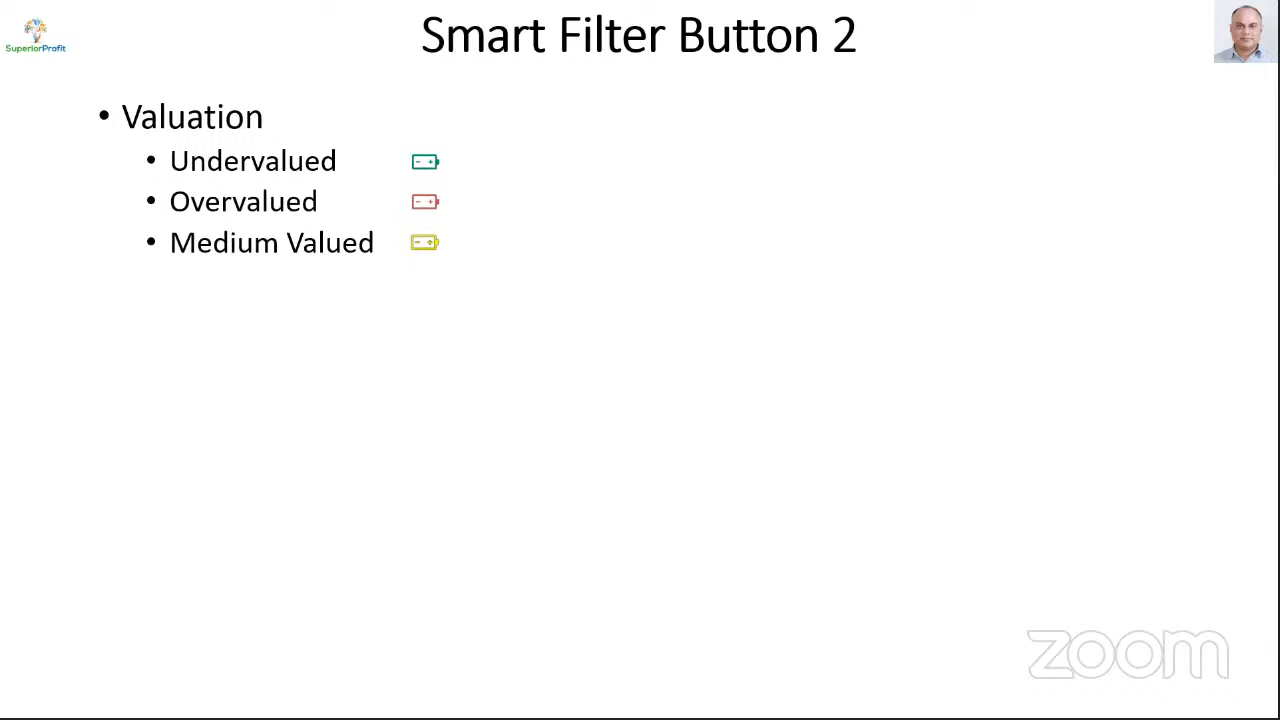 Smart Filter Button 2
SuperiorProfit
• Valuation
• Undervalued
• Overvalued
• Medium Valued
zoom